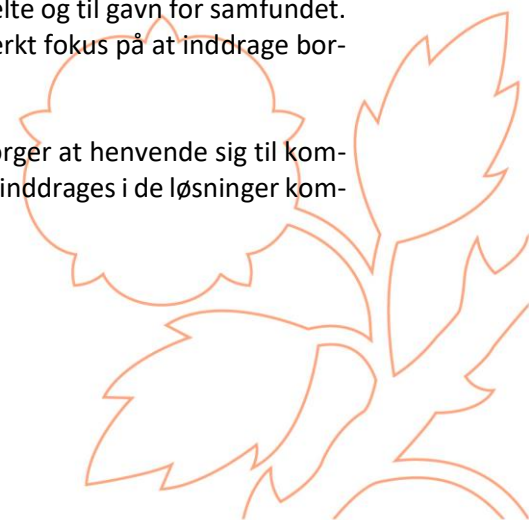 elte og til gavn for samfundet.
erkt fokus på at inddrage bor-
orger at henvende sig til kom-
inddrages i de løsninger kom-